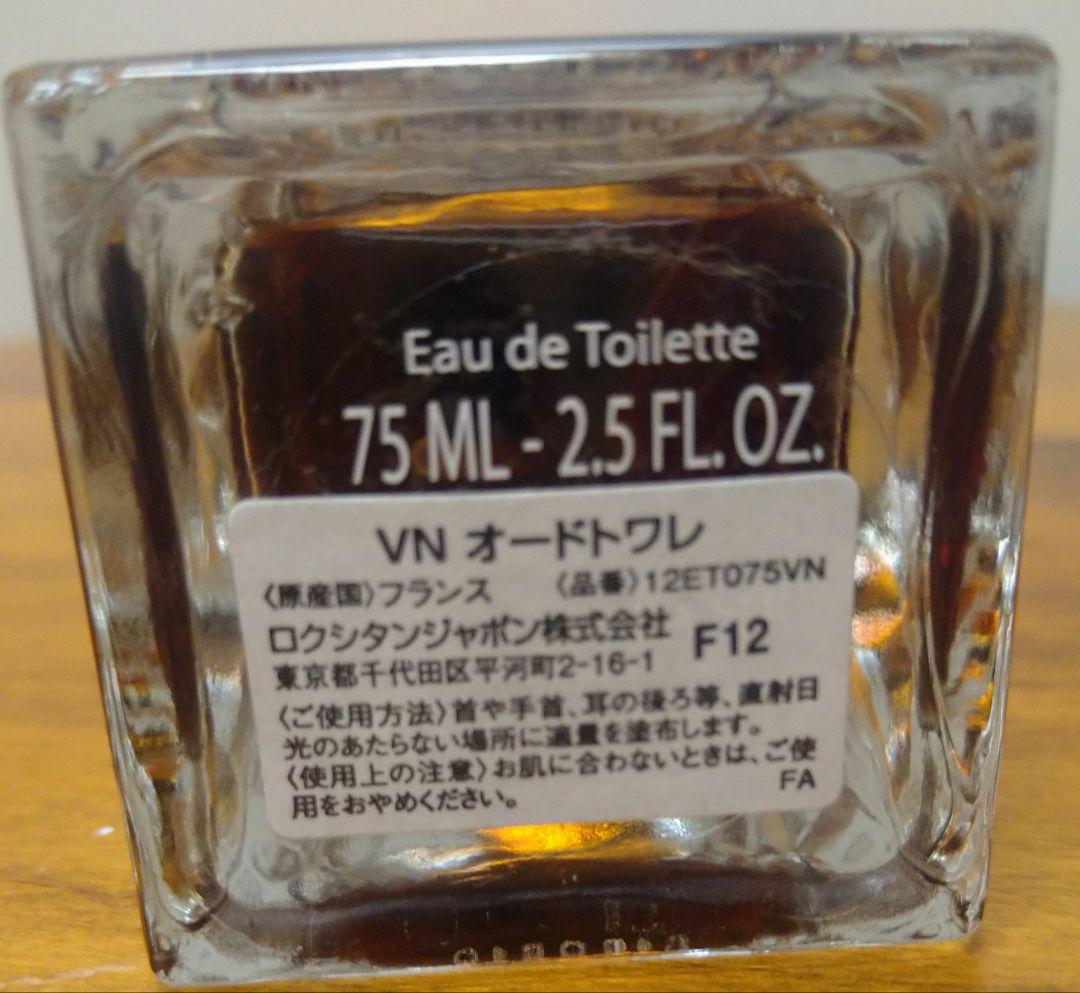 Eau de Toilette
75 ML - 2.5 FL. OZ.
VN オードトワレ
〈原産国〉フランス 〈品番〉12ET075VN
ロクシタンジャポン株式会社 F12
東京都千代田区平河町2-16-1
〈ご使用方法〉首や手首、耳の後ろ等、直射日
光のあたらない場所に適量を塗布します。
〈使用上の注意〉お肌に合わないときは、ご使
用をおやめください。 FA